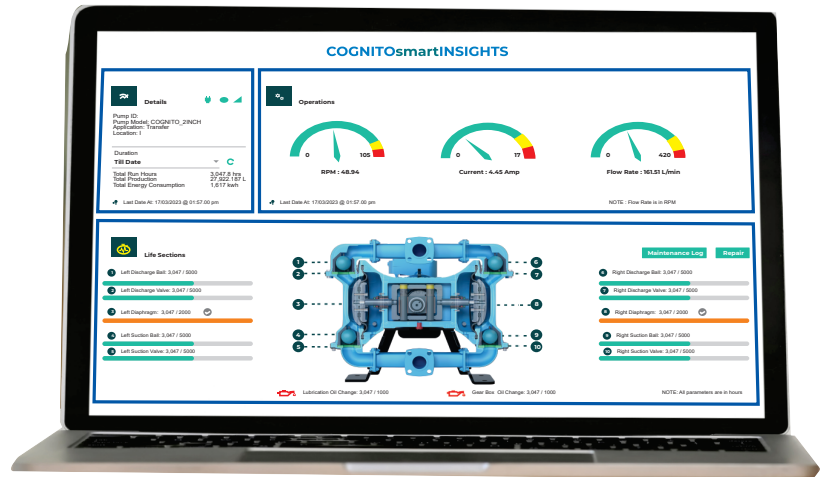 COGNITOsmartINSIGHTS
Details
Pump ID:
Pump Model: COGNITO_2INCH
Application: Transfer
Location: I
Duration
Till Date
Total Run Hours 3,047.8 hrs
Total Production 27,922.187 L
Total Energy Consumption 1,617 kwh
Last Date At: 17/03/2023 @ 01:57.00 pm
Operations
0 105
RPM : 48.94
0 17
Current : 4.45 Amp
0 420
Flow Rate : 161.51 L/min
Last Date At: 17/03/2023 @ 01:57.00 pm
NOTE : Flow Rate is in RPM
Life Sections
Maintenance Log
Repair
1 Left Discharge Ball: 3,047 / 5000
2 Left Discharge Valve: 3,047 / 5000
3 Left Diaphragm: 3,047 / 2000
4 Left Suction Ball: 3,047 / 5000
5 Left Suction Valve: 3,047 / 5000
1
2
3
4
5
6
7
8
9
10
6 Right Discharge Ball: 3,047 / 5000
7 Right Discharge Valve: 3,047 / 5000
8 Right Diaphragm: 3,047 / 2000
9 Right Suction Ball: 3,047 / 5000
10 Right Suction Valve: 3,047 / 5000
Lubrication Oil Change: 3,047 / 1000
Gear Box Oil Change: 3,047 / 1000
NOTE: All parameters are in hours